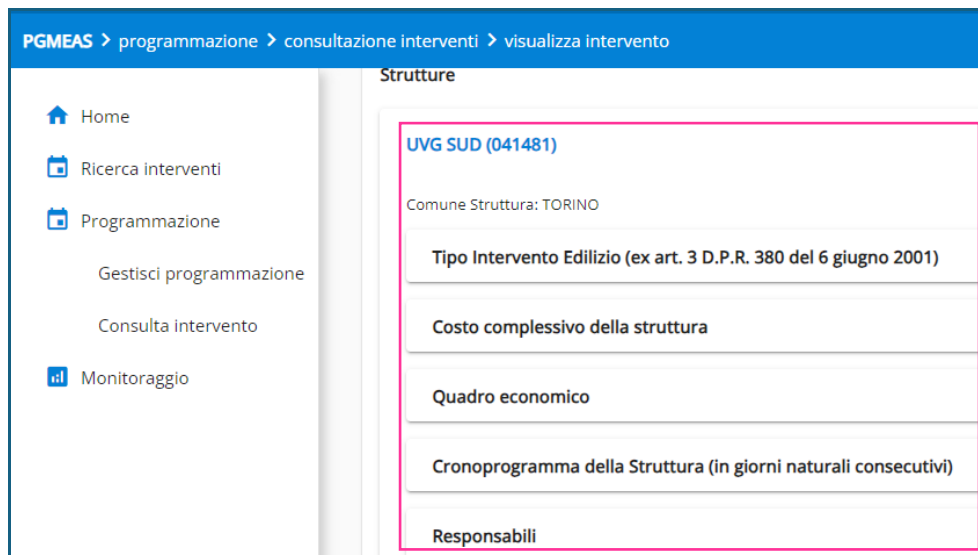 PGMEAS > programmazione > consultazione interventi > visualizza intervento
Home
Ricerca interventi
Programmazione
Gestisci programmazione
Consulta intervento
Monitoraggio
Strutture
UVG SUD (041481)
Comune Struttura: TORINO
Tipo Intervento Edilizio (ex art. 3 D.P.R. 380 del 6 giugno 2001)
Costo complessivo della struttura
Quadro economico
Cronoprogramma della Struttura (in giorni naturali consecutivi)
Responsabili